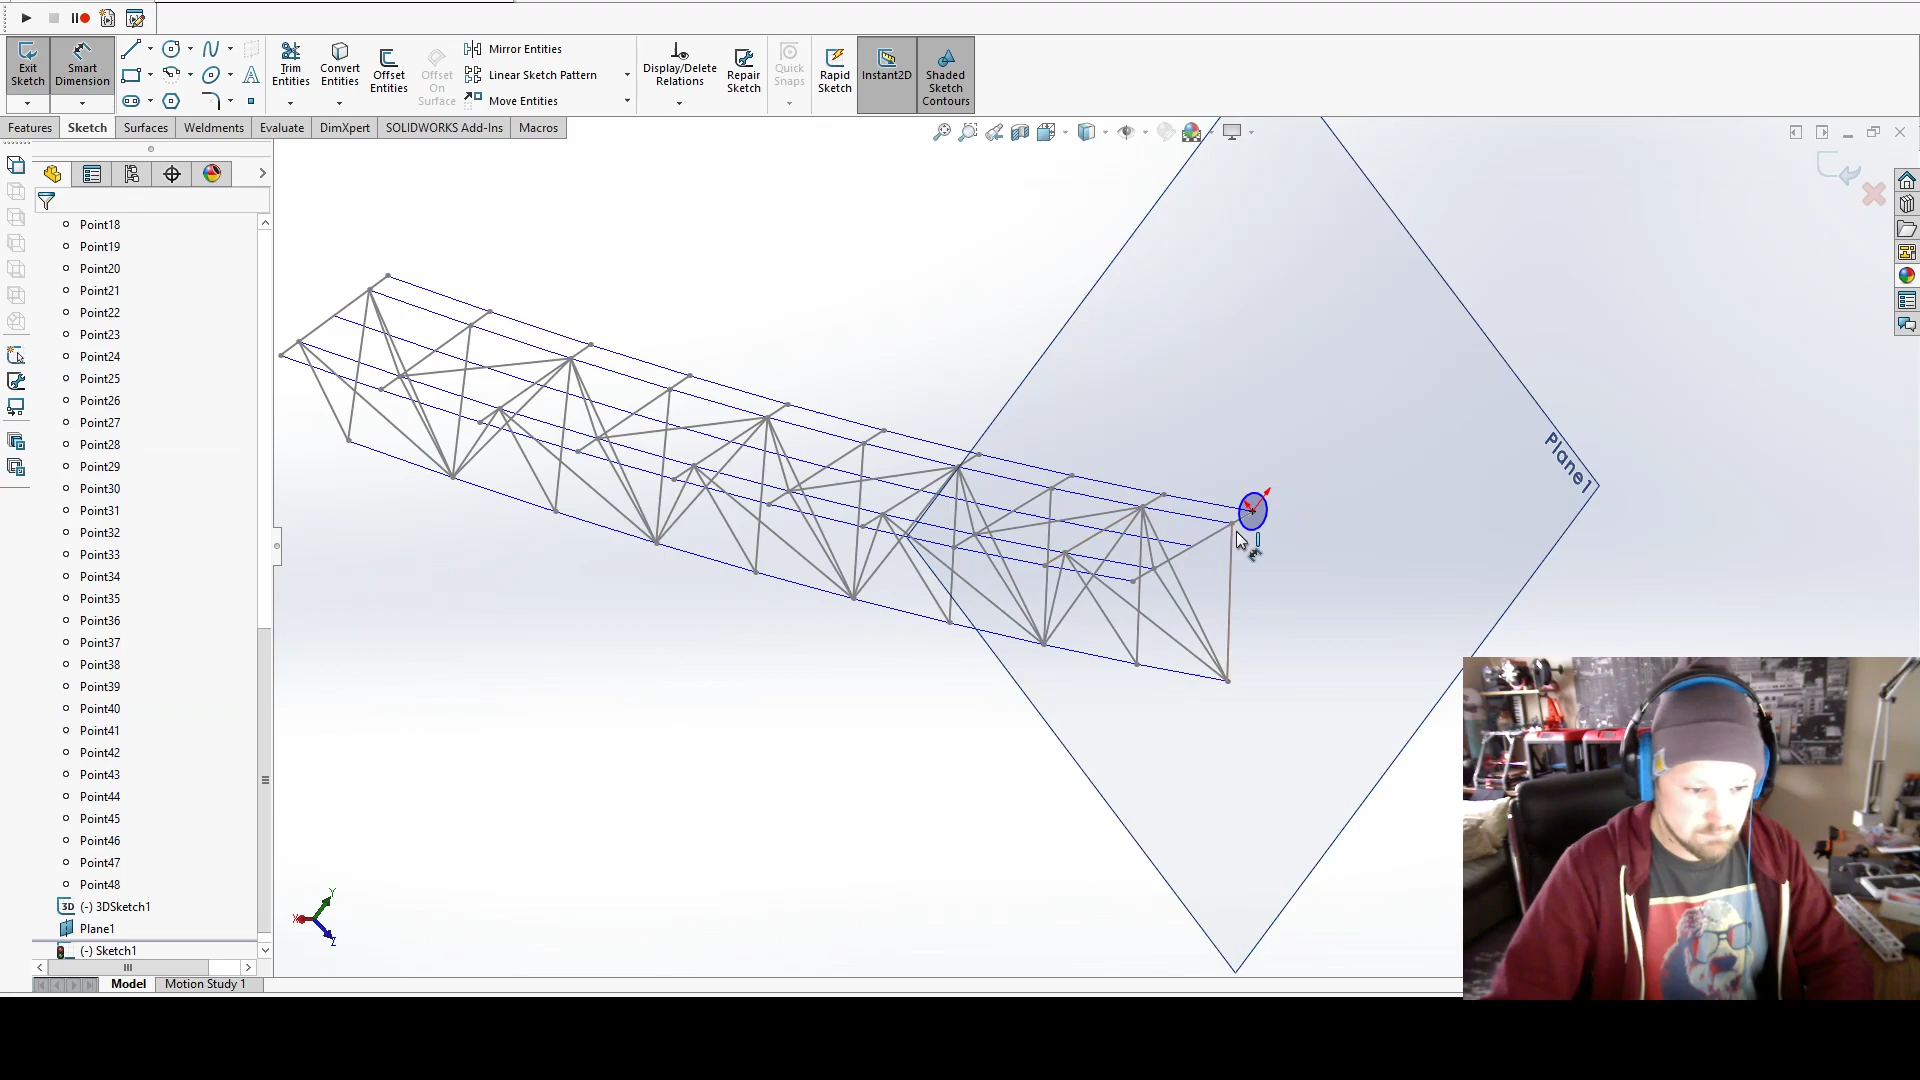 Exit Sketch
Smart Dimension
Trim Entities
Convert Entities
Offset Entities
Offset On Surface
Mirror Entities
Linear Sketch Pattern
Move Entities
Display/Delete Relations
Repair Sketch
Quick Snaps
Rapid Sketch
Instant2D
Shaded Sketch Contours
Features
Sketch
Surfaces
Weldments
Evaluate
DimXpert
SOLIDWORKS Add-Ins
Macros
Point18
Point19
Point20
Point21
Point22
Point23
Point24
Point25
Point26
Point27
Point28
Point29
Point30
Point31
Point32
Point33
Point34
Point35
Point36
Point37
Point38
Point39
Point40
Point41
Point42
Point43
Point44
Point45
Point46
Point47
Point48
3D (-) 3DSketch1
Plane1
(-) Sketch1
Plane1
Y
X
Z
Model
Motion Study 1